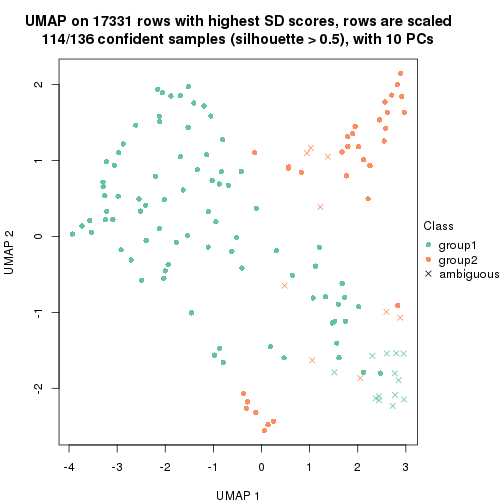 UMAP on 17331 rows with highest SD scores, rows are scaled
114/136 confident samples (silhouette > 0.5), with 10 PCs
2
1
0
-1
-2
UMAP 2
-4 -3 -2 -1 0 1 2 3
UMAP 1
Class
group1
group2
ambiguous